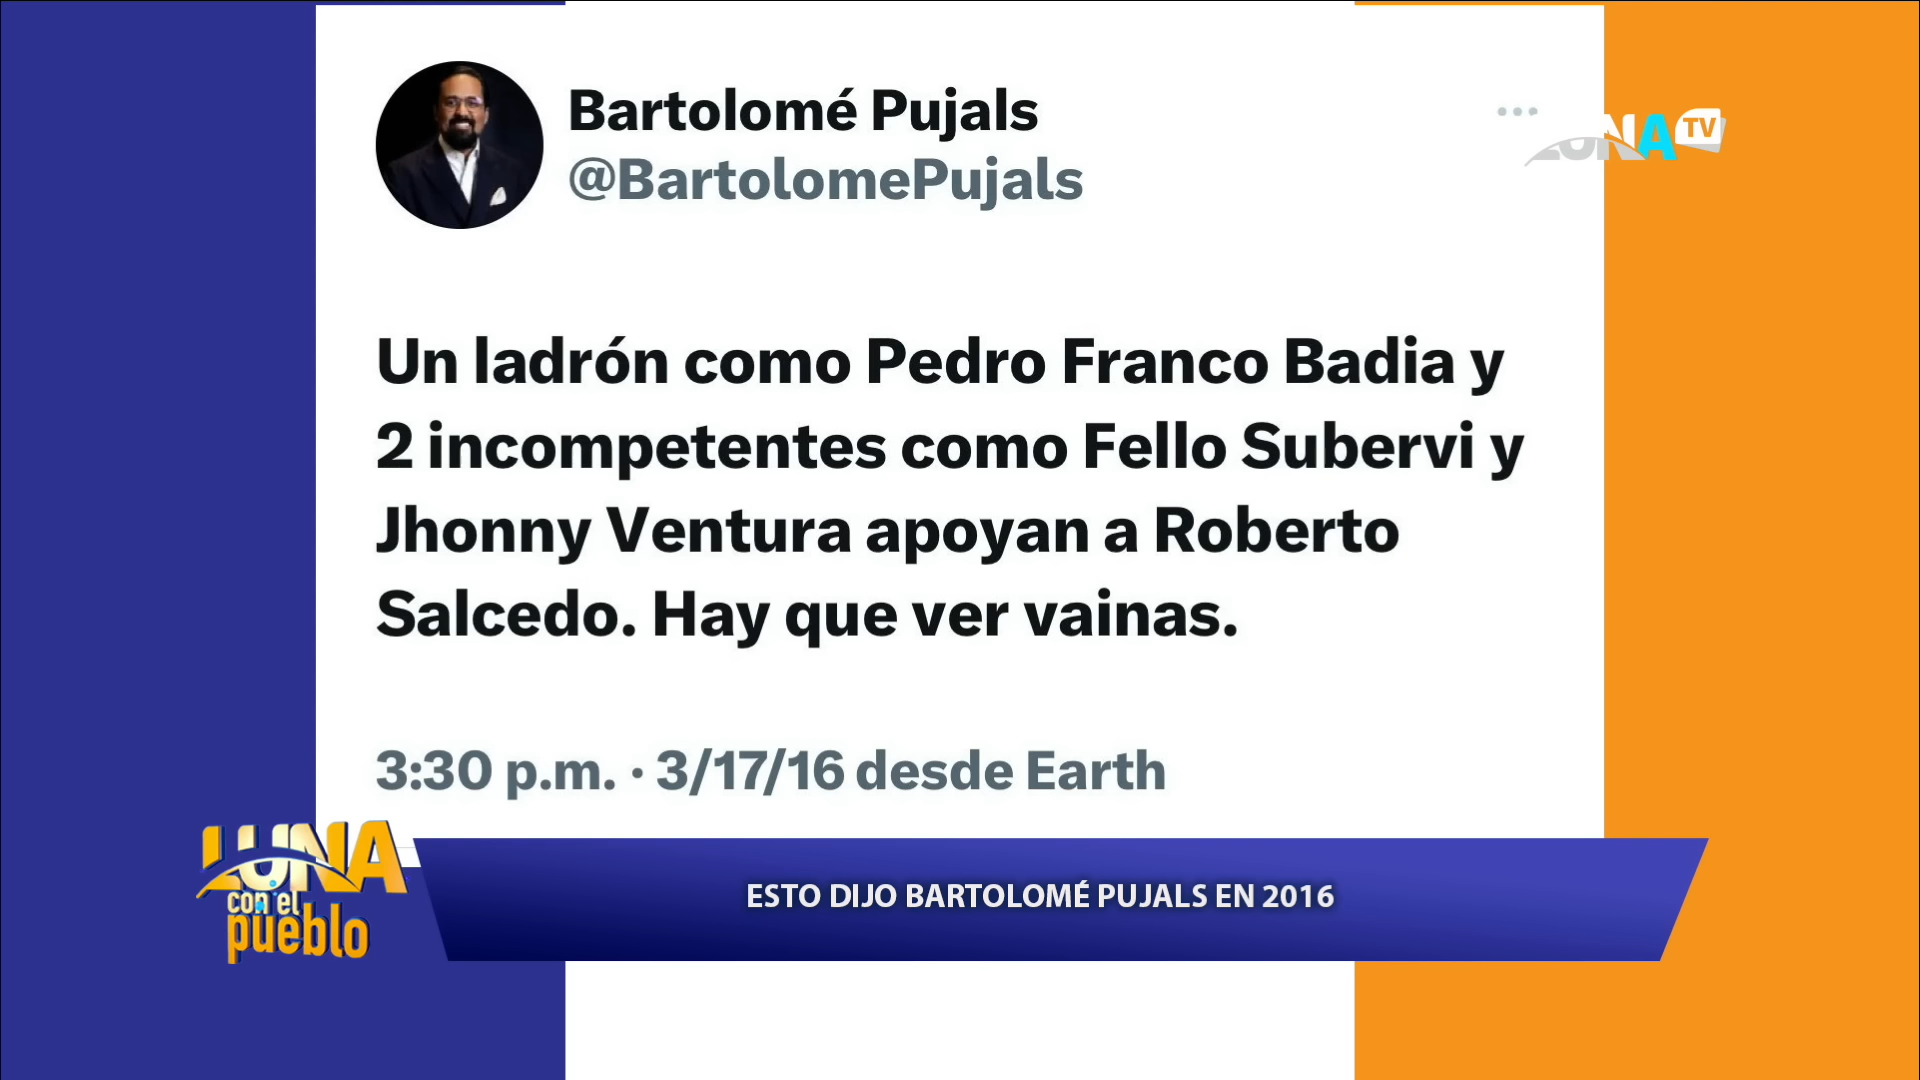 Bartolomé Pujals
@BartolomePujals
LUNA TV
Un ladrón como Pedro Franco Badia y
2 incompetentes como Fello Subervi y
Jhonny Ventura apoyan a Roberto
Salcedo. Hay que ver vainas.
3:30 p.m. · 3/17/16 desde Earth
LUNA
con el
pueblo
ESTO DIJO BARTOLOMÉ PUJALS EN 2016